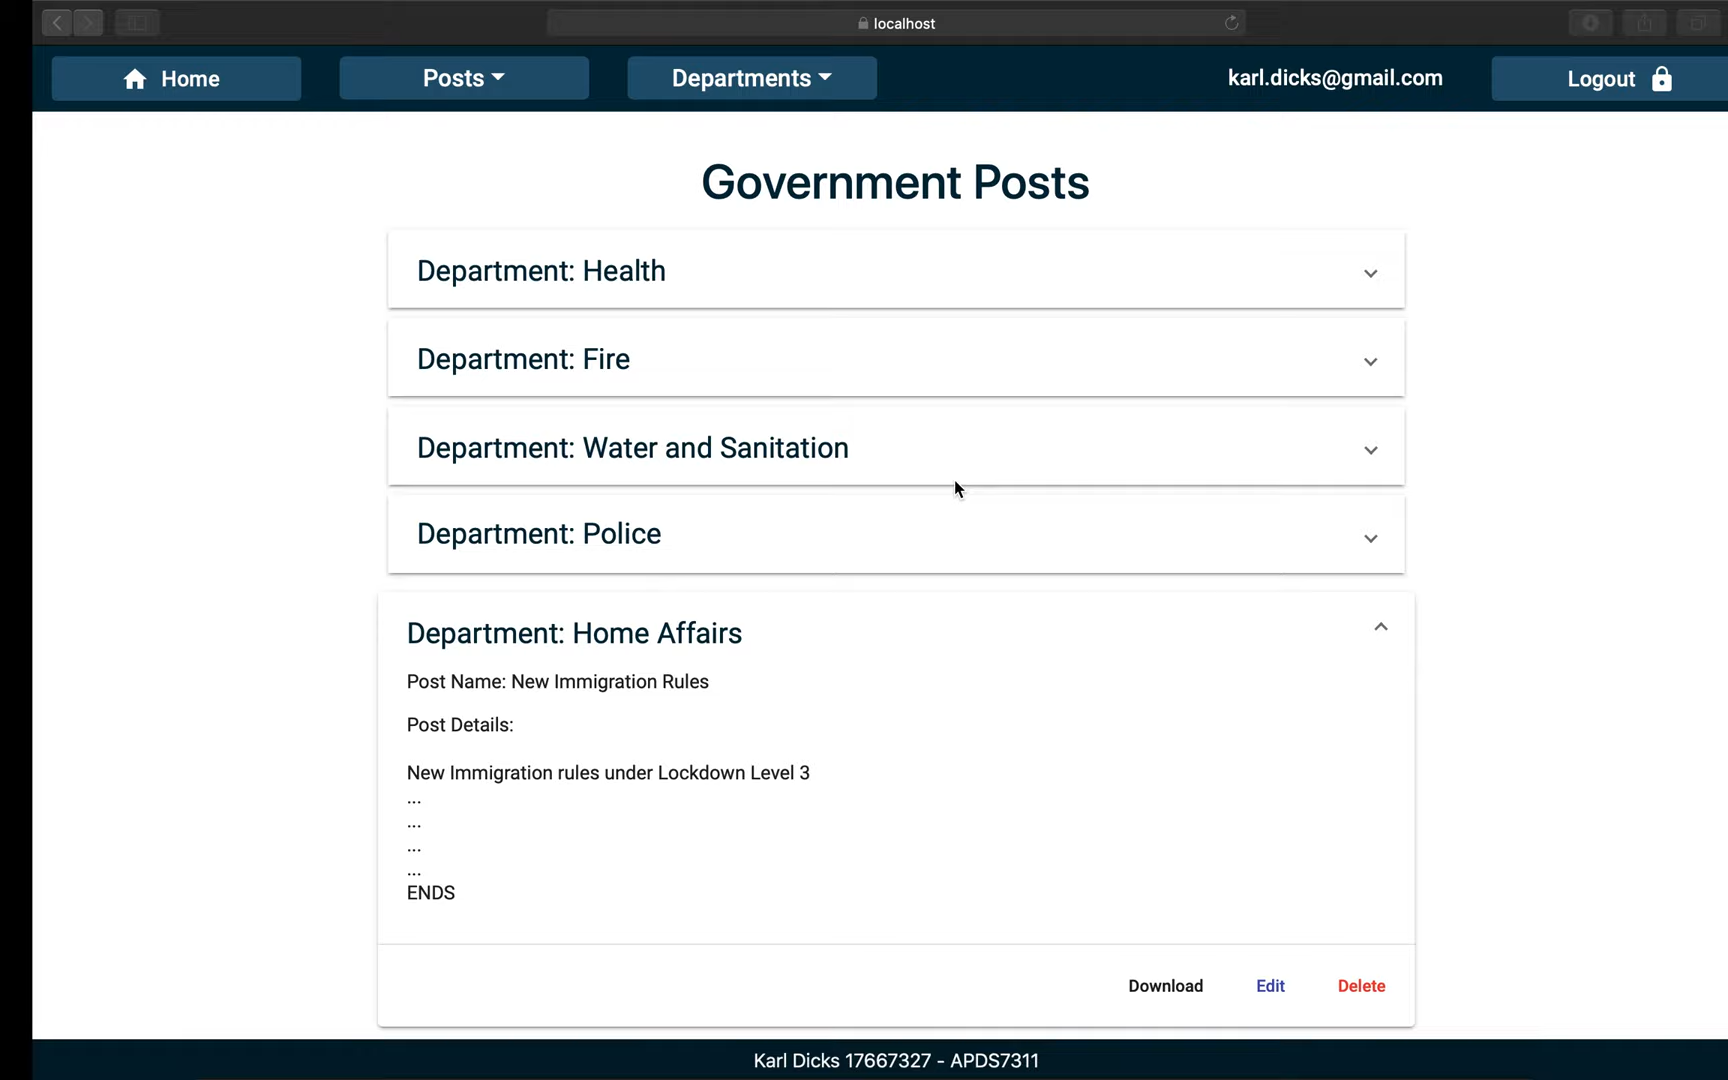 localhost
Home
Posts
Departments
karl.dicks@gmail.com
Logout
Government Posts
Department: Health
Department: Fire
Department: Water and Sanitation
Department: Police
Department: Home Affairs
Post Name: New Immigration Rules
Post Details:
New Immigration rules under Lockdown Level 3
...
...
...
...
ENDS
Download
Edit
Delete
Karl Dicks 17667327 - APDS7311